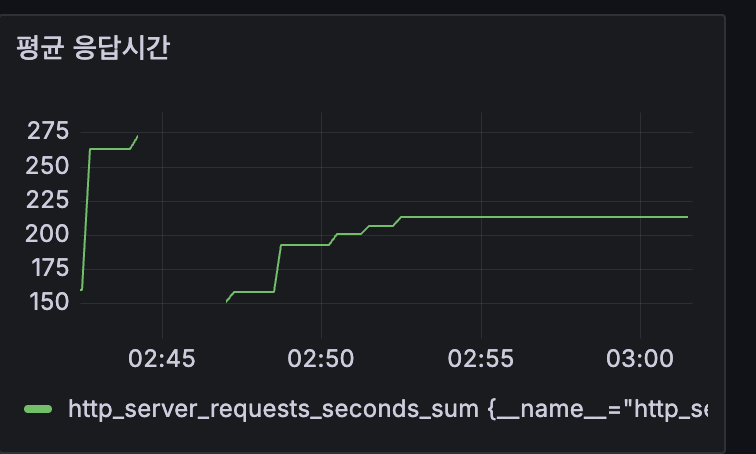 평균 응답시간
275
250
225
200
175
150
02:45 02:50 02:55 03:00
http_server_requests_seconds_sum {__name__="http_se